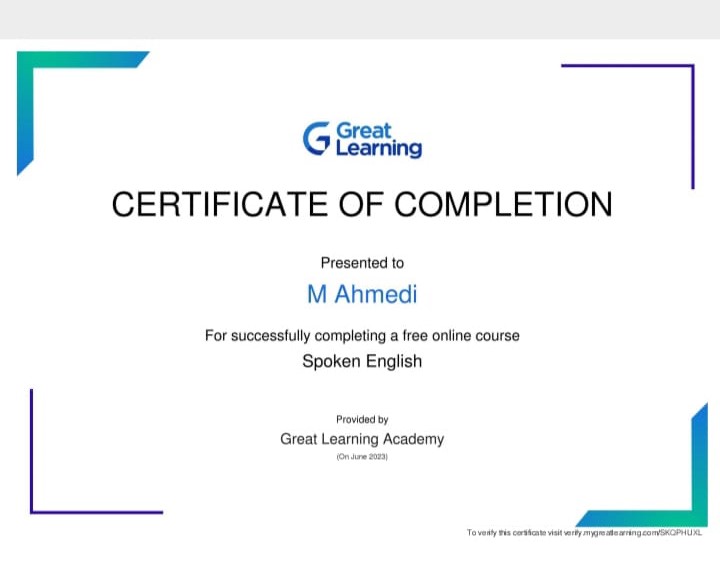 Great
Learning
CERTIFICATE OF COMPLETION
Presented to
M Ahmedi
For successfully completing a free online course
Spoken English
Provided by
Great Learning Academy
(On June 2023)
To verify this certificate visit verify.mygreatlearning.com/SKQPHUXL